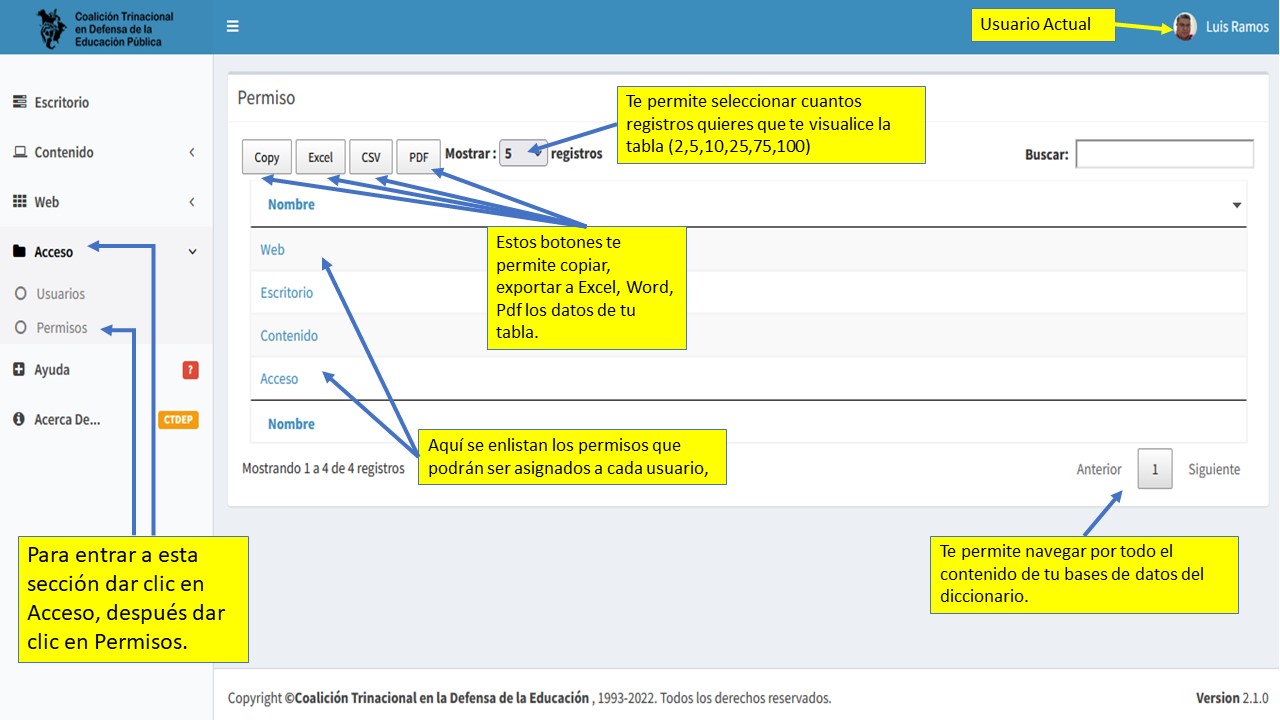 Coalición Trinacional
en Defensa de la
Educación Pública
Usuario Actual
Luis Ramos
Escritorio
Contenido
Web
Acceso
Usuarios
Permisos
Ayuda
?
Acerca De...
CTDEP
Permiso
Te permite seleccionar cuantos
registros quieres que te visualice la
tabla (2,5,10,25,75,100)
Copy
Excel
CSV
PDF
Mostrar : 5 registros
Buscar:
Nombre
Web
Escritorio
Contenido
Acceso
Nombre
Estos botones te
permite copiar,
exportar a Excel, Word,
Pdf los datos de tu
tabla.
Aquí se enlistan los permisos que
podrán ser asignados a cada usuario,
Mostrando 1 a 4 de 4 registros
Anterior 1 Siguiente
Para entrar a esta
sección dar clic en
Acceso, después dar
clic en Permisos.
Te permite navegar por todo el
contenido de tu bases de datos del
diccionario.
Copyright ©Coalición Trinacional en la Defensa de la Educación , 1993-2022. Todos los derechos reservados.
Version 2.1.0